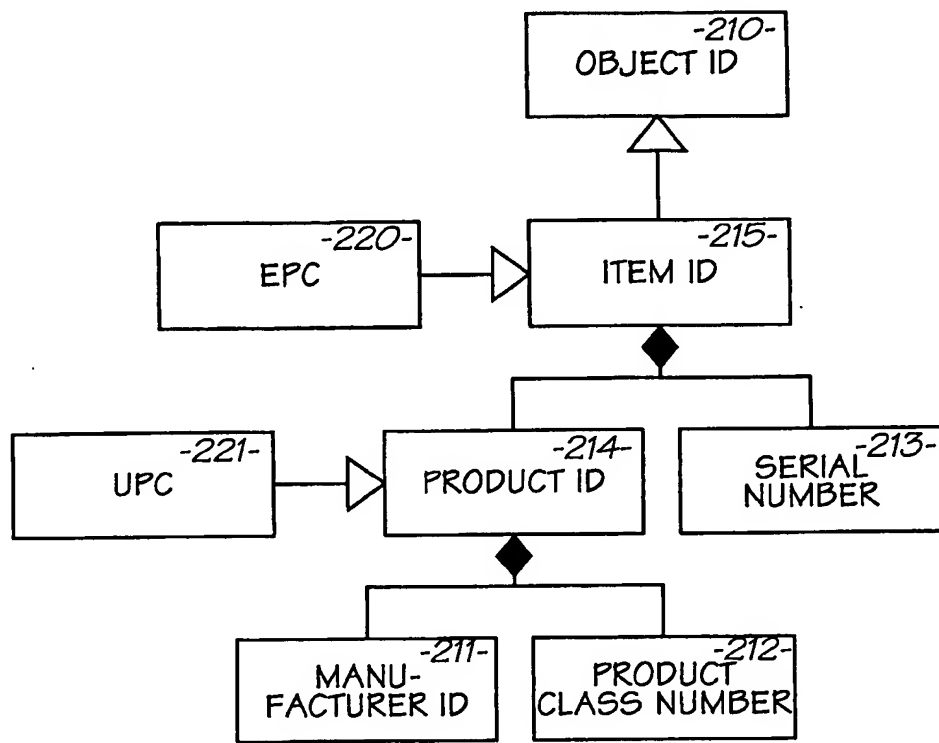 -210-
OBJECT ID
-220-
EPC
-215-
ITEM ID
-221-
UPC
-214-
PRODUCT ID
-213-
SERIAL
NUMBER
-211-
MANU-
FACTURER ID
-212-
PRODUCT
CLASS NUMBER